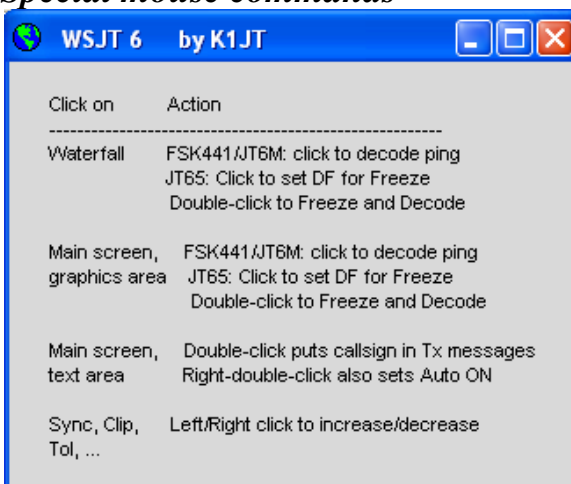 Special mouse commands
WSJT 6 by K1JT
Click on Action
--------------------------------------------------------
Waterfall FSK441/JT6M: click to decode ping
JT65: Click to set DF for Freeze
Double-click to Freeze and Decode
Main screen, FSK441/JT6M: click to decode ping
graphics area JT65: Click to set DF for Freeze
Double-click to Freeze and Decode
Main screen, Double-click puts callsign in Tx messages
text area Right-double-click also sets Auto ON
Sync, Clip, Left/Right click to increase/decrease
Tol, ...